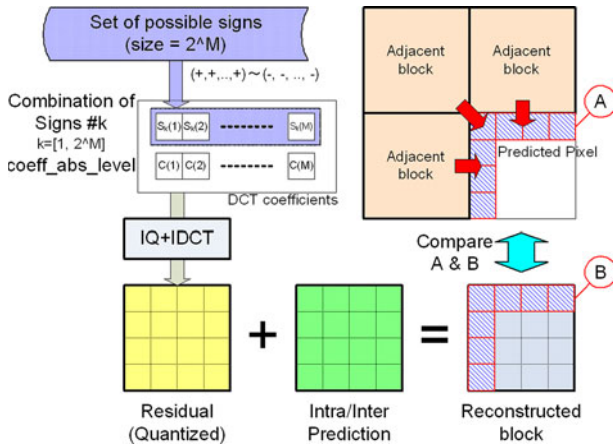 Set of possible signs
(size = 2^M)
(+,+,..,+) ~ (-, -, .., -)
Combination of
Signs #k
k=[1, 2^M]
coeff_abs_level
Sk(1) Sk(2) -------- Sk(M)
C(1) C(2) -------- C(M)
DCT coefficients
IQ+IDCT
Adjacent
block
Adjacent
block
A
Adjacent
block
Predicted Pixel
Compare
A & B
B
+
=
Residual
(Quantized)
Intra/Inter
Prediction
Reconstructed
block